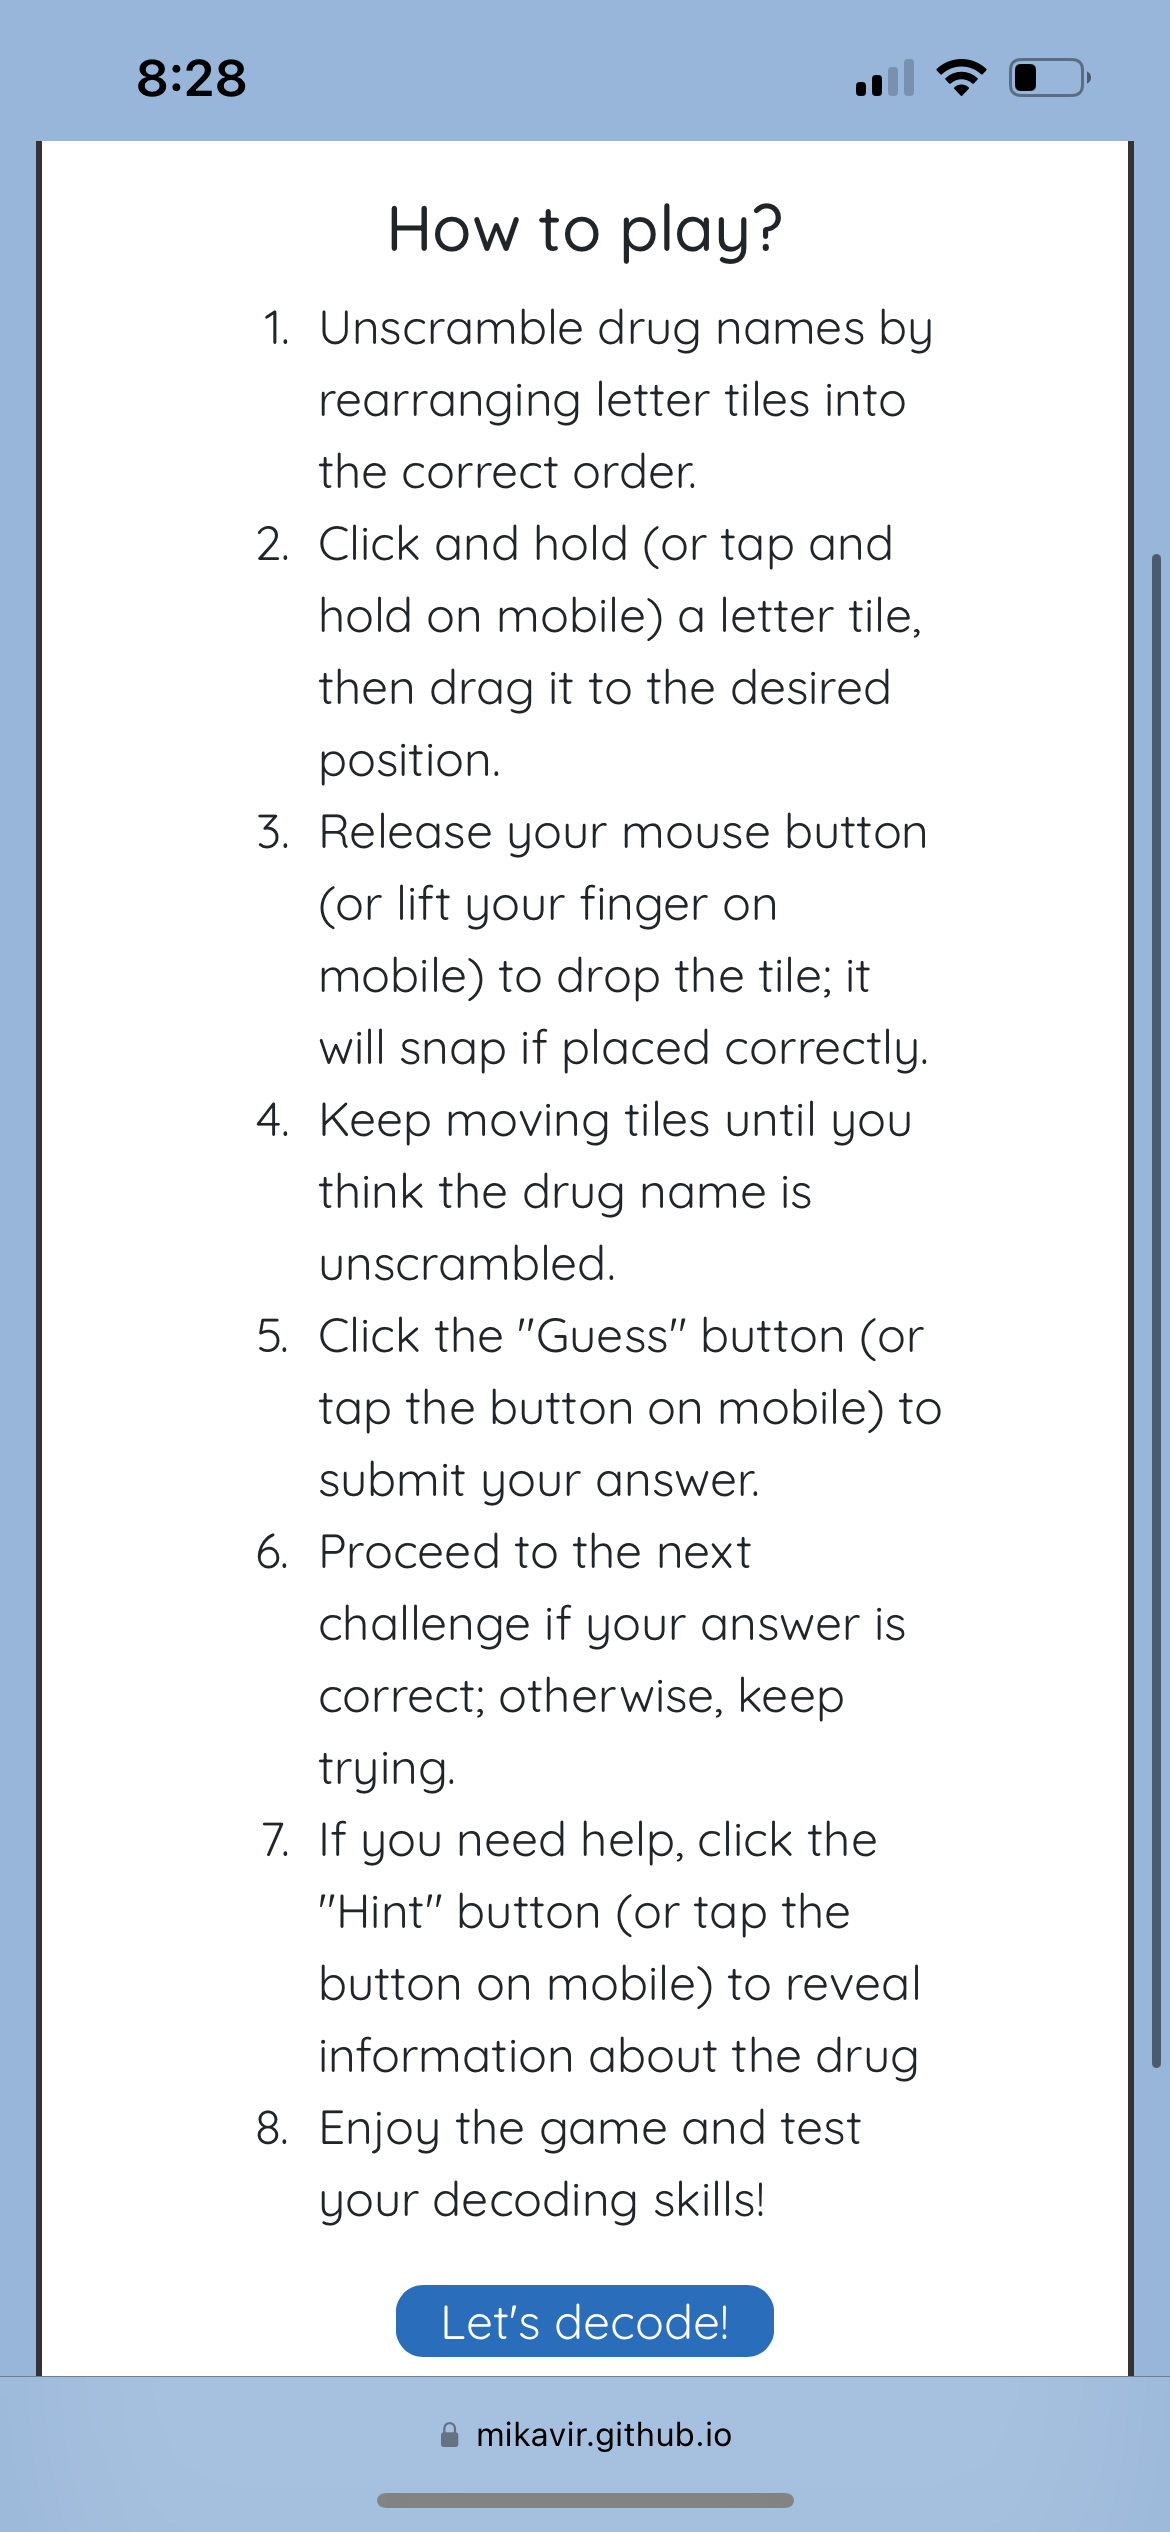 8:28
How to play?
1. Unscramble drug names by
rearranging letter tiles into
the correct order.
2. Click and hold (or tap and
hold on mobile) a letter tile,
then drag it to the desired
position.
3. Release your mouse button
(or lift your finger on
mobile) to drop the tile; it
will snap if placed correctly.
4. Keep moving tiles until you
think the drug name is
unscrambled.
5. Click the "Guess" button (or
tap the button on mobile) to
submit your answer.
6. Proceed to the next
challenge if your answer is
correct; otherwise, keep
trying.
7. If you need help, click the
"Hint" button (or tap the
button on mobile) to reveal
information about the drug
8. Enjoy the game and test
your decoding skills!
Let's decode!
mikavir.github.io